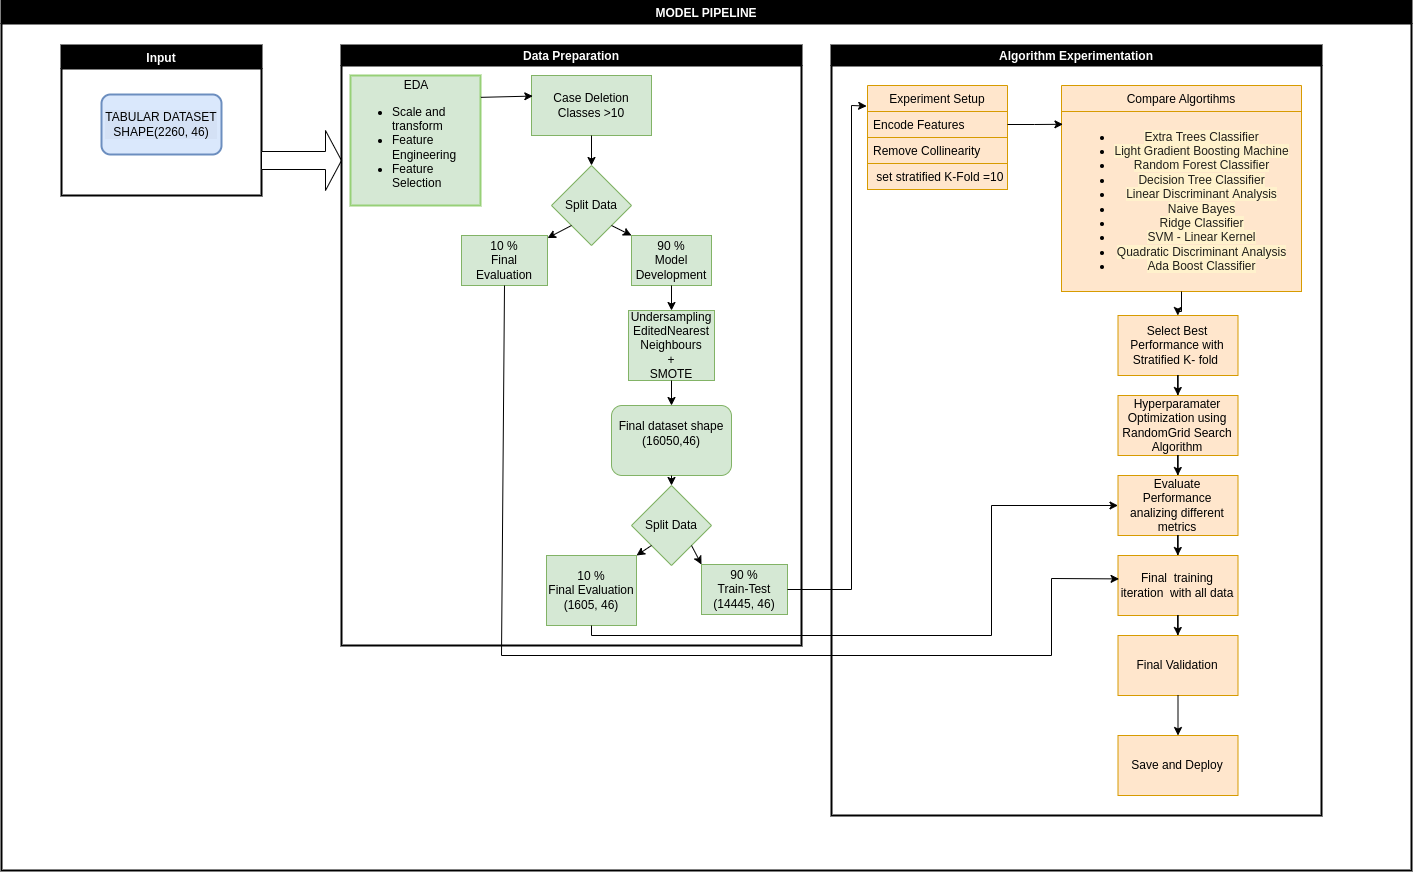 MODEL PIPELINE
Input
TABULAR DATASET
SHAPE(2260, 46)
Data Preparation
EDA
Scale and
transform
Feature
Engineering
Feature
Selection
Case Deletion
Classes >10
Split Data
10 %
Final
Evaluation
90 %
Model
Development
Undersampling
EditedNearest
Neighbours
+
SMOTE
Final dataset shape
(16050,46)
Split Data
10 %
Final Evaluation
(1605, 46)
90 %
Train-Test
(14445, 46)
Algorithm Experimentation
Experiment Setup
Encode Features
Remove Collinearity
set stratified K-Fold =10
Compare Algortihms
Extra Trees Classifier
Light Gradient Boosting Machine
Random Forest Classifier
Decision Tree Classifier
Linear Discriminant Analysis
Naive Bayes
Ridge Classifier
SVM - Linear Kernel
Quadratic Discriminant Analysis
Ada Boost Classifier
Select Best
Performance with
Stratified K- fold
Hyperparamater
Optimization using
RandomGrid Search
Algorithm
Evaluate
Performance
analizing different
metrics
Final training
iteration with all data
Final Validation
Save and Deploy